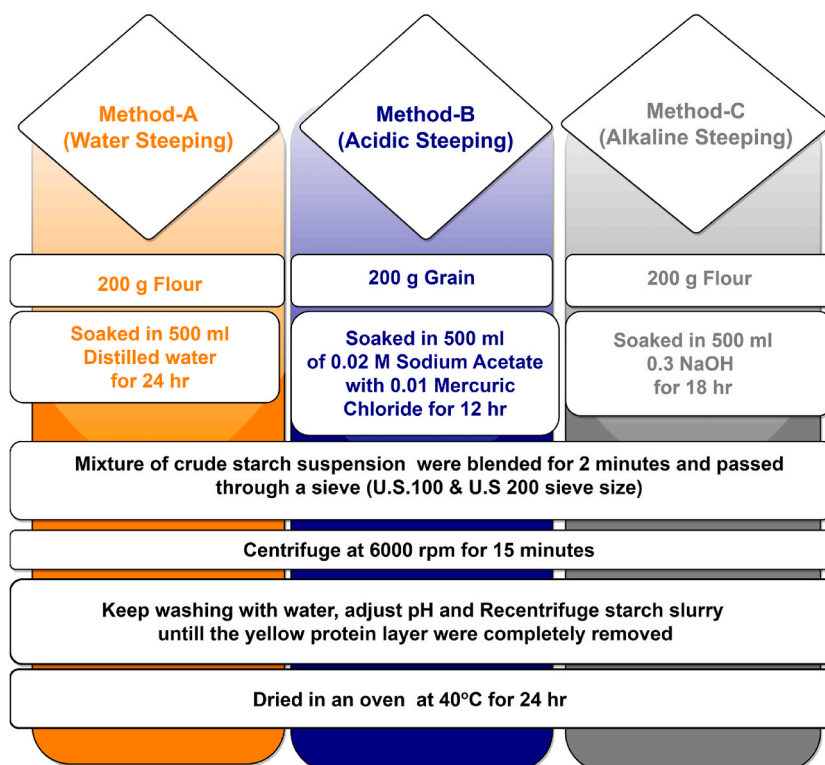 Method-A
(Water Steeping)
Method-B
(Acidic Steeping)
Method-C
(Alkaline Steeping)
200 g Flour
200 g Grain
200 g Flour
Soaked in 500 ml
Distilled water
for 24 hr
Soaked in 500 ml
of 0.02 M Sodium Acetate
with 0.01 Mercuric
Chloride for 12 hr
Soaked in 500 ml
0.3 NaOH
for 18 hr
Mixture of crude starch suspension were blended for 2 minutes and passed
through a sieve (U.S.100 & U.S 200 sieve size)
Centrifuge at 6000 rpm for 15 minutes
Keep washing with water, adjust pH and Recentrifuge starch slurry
untill the yellow protein layer were completely removed
Dried in an oven at 40°C for 24 hr